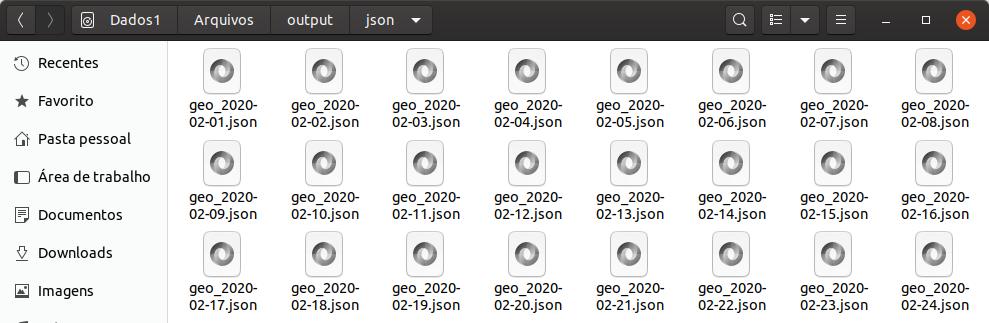 Dados1 Arquivos output json
Recentes
Favorito
Pasta pessoal
Área de trabalho
Documentos
Downloads
Imagens
geo_2020- geo_2020- geo_2020- geo_2020- geo_2020- geo_2020- geo_2020- geo_2020-
02-01.json 02-02.json 02-03.json 02-04.json 02-05.json 02-06.json 02-07.json 02-08.json
geo_2020- geo_2020- geo_2020- geo_2020- geo_2020- geo_2020- geo_2020- geo_2020-
02-09.json 02-10.json 02-11.json 02-12.json 02-13.json 02-14.json 02-15.json 02-16.json
geo_2020- geo_2020- geo_2020- geo_2020- geo_2020- geo_2020- geo_2020- geo_2020-
02-17.json 02-18.json 02-19.json 02-20.json 02-21.json 02-22.json 02-23.json 02-24.json